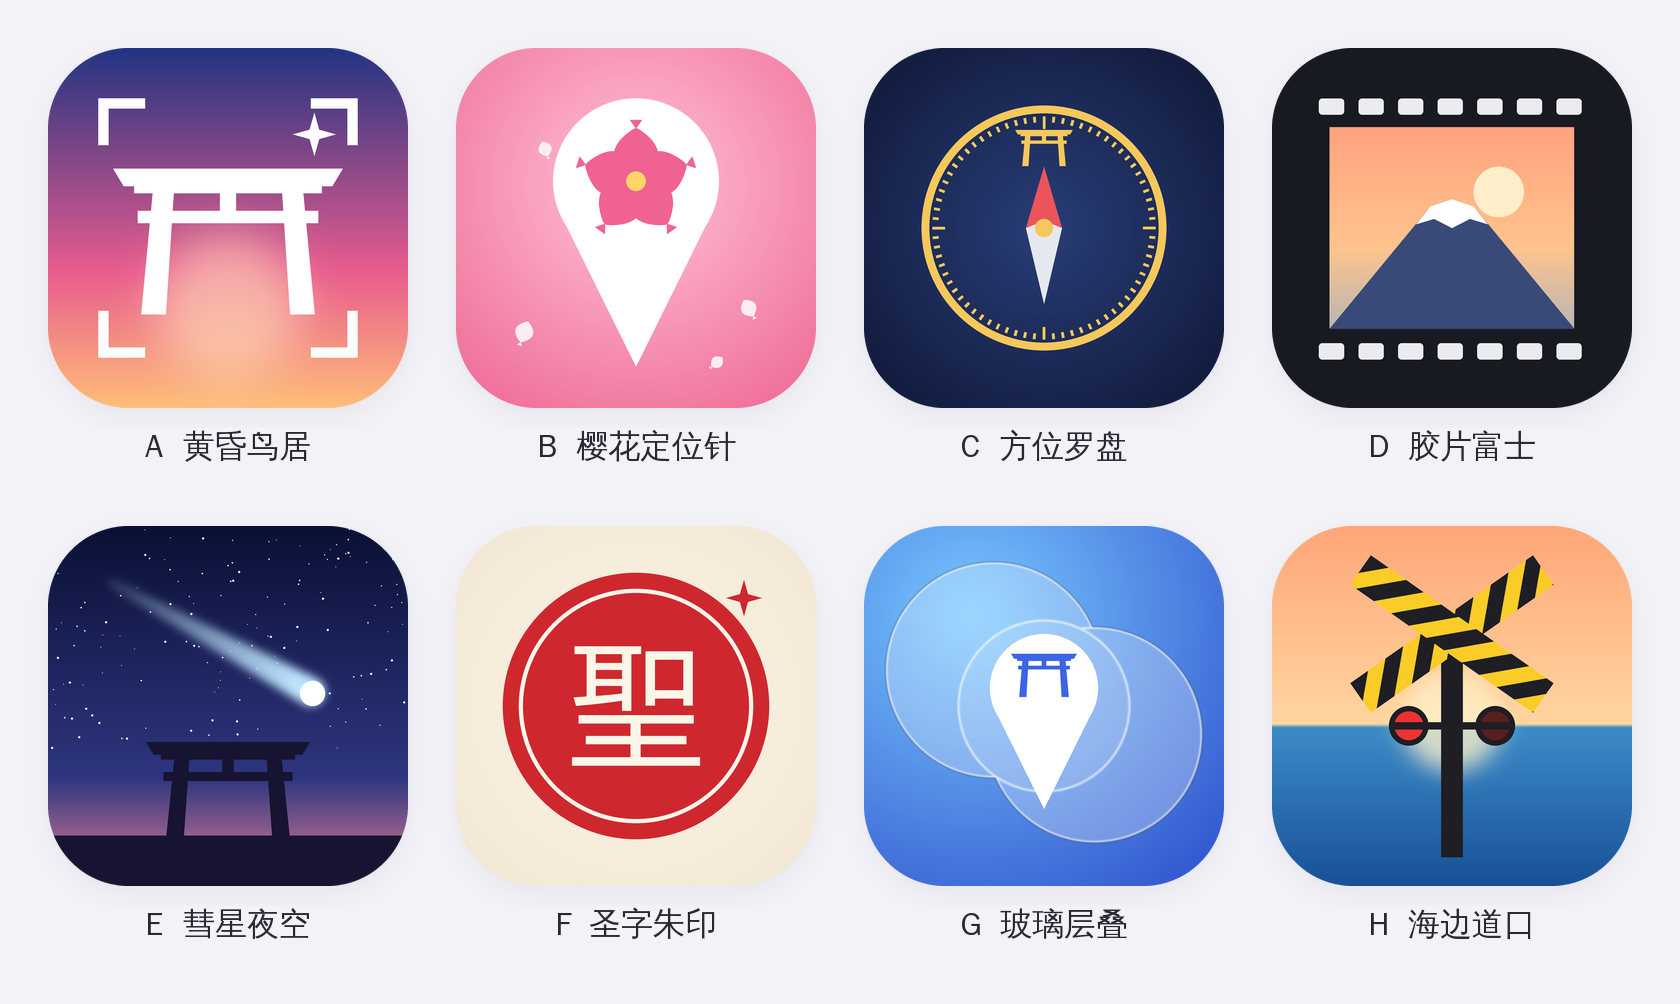 A 黄昏鸟居
B 樱花定位针
C 方位罗盘
D 胶片富士
聖
E 彗星夜空
F 圣字朱印
G 玻璃层叠
H 海边道口